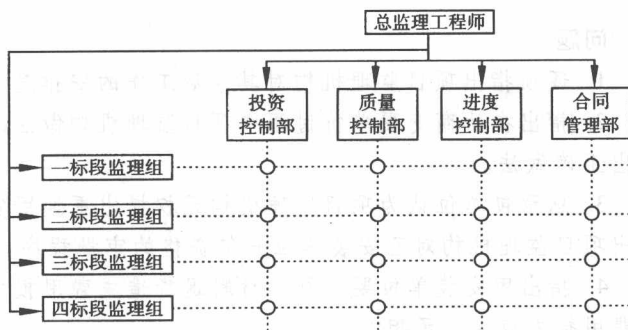 总监理工程师
问题
投资
控制部
质量
控制部
进度
控制部
合同
管理部
一标段监理组
二标段监理组
三标段监理组
四标段监理组